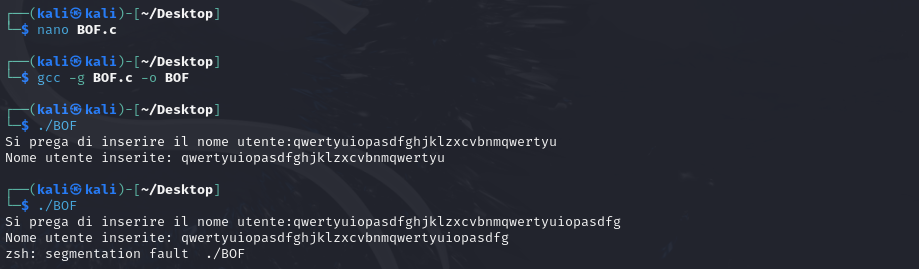 ┌──(kali㉿kali)-[~/Desktop]
└─$ nano BOF.c
┌──(kali㉿kali)-[~/Desktop]
└─$ gcc -g BOF.c -o BOF
┌──(kali㉿kali)-[~/Desktop]
└─$ ./BOF
Si prega di inserire il nome utente:qwertyuiopasdfghjklzxcvbnmqwertyu
Nome utente inserite: qwertyuiopasdfghjklzxcvbnmqwertyu
┌──(kali㉿kali)-[~/Desktop]
└─$ ./BOF
Si prega di inserire il nome utente:qwertyuiopasdfghjklzxcvbnmqwertyuiopasdfg
Nome utente inserite: qwertyuiopasdfghjklzxcvbnmqwertyuiopasdfg
zsh: segmentation fault  ./BOF